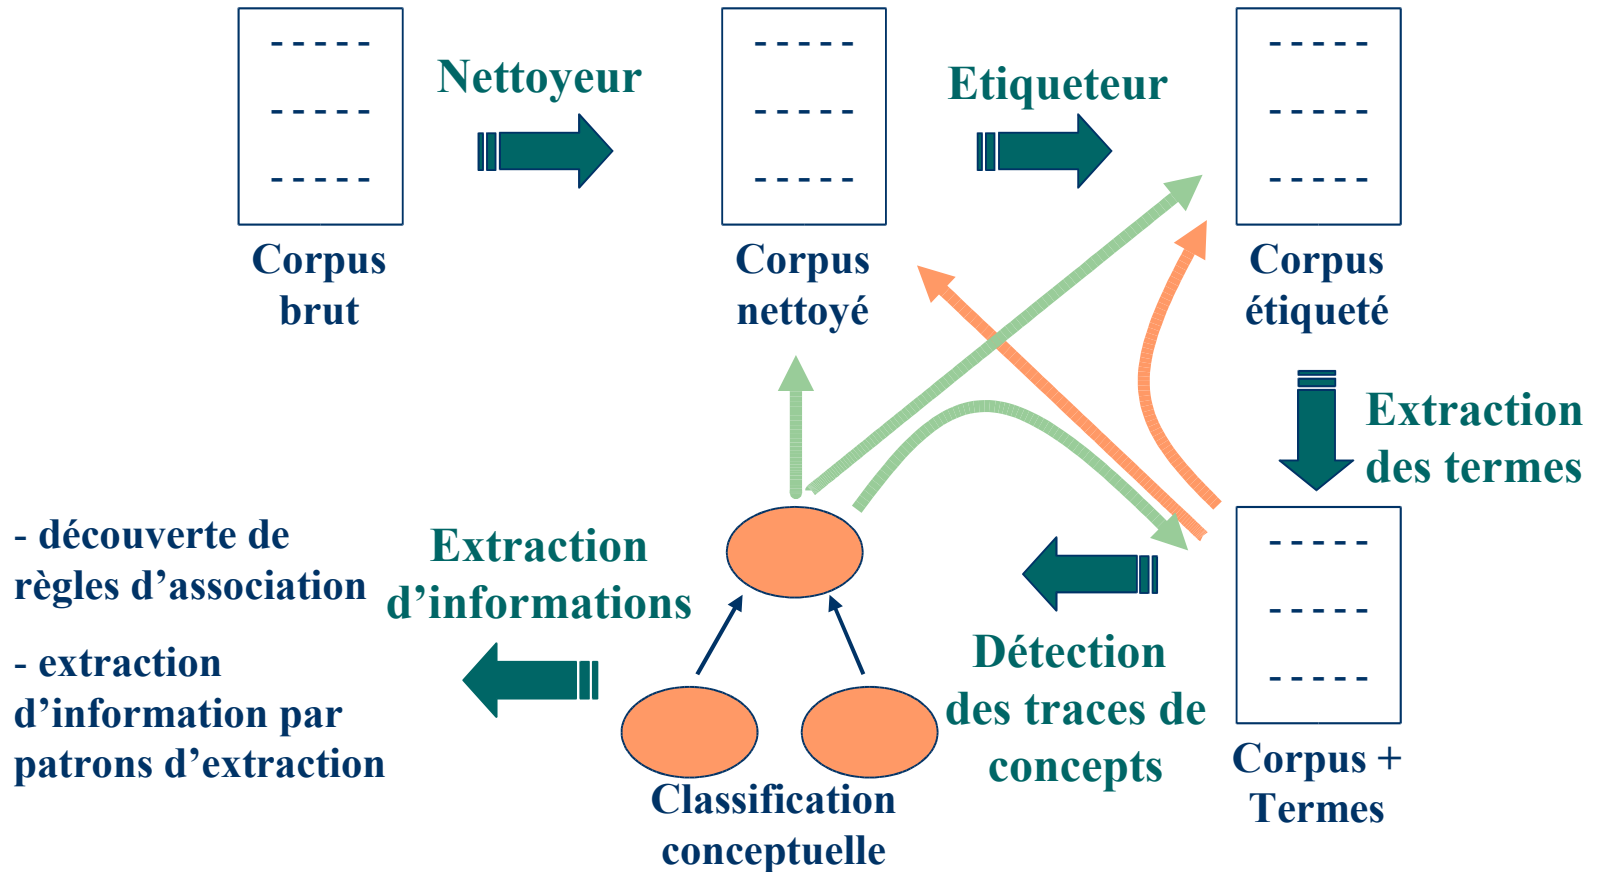 Nettoyeur
Etiqueteur
Corpus
brut
Corpus
nettoyé
Corpus
étiqueté
Extraction
des termes
- découverte de
règles d’association
- extraction
d’information par
patrons d’extraction
Extraction
d’informations
Détection
des traces de
concepts
Corpus +
Termes
Classification
conceptuelle